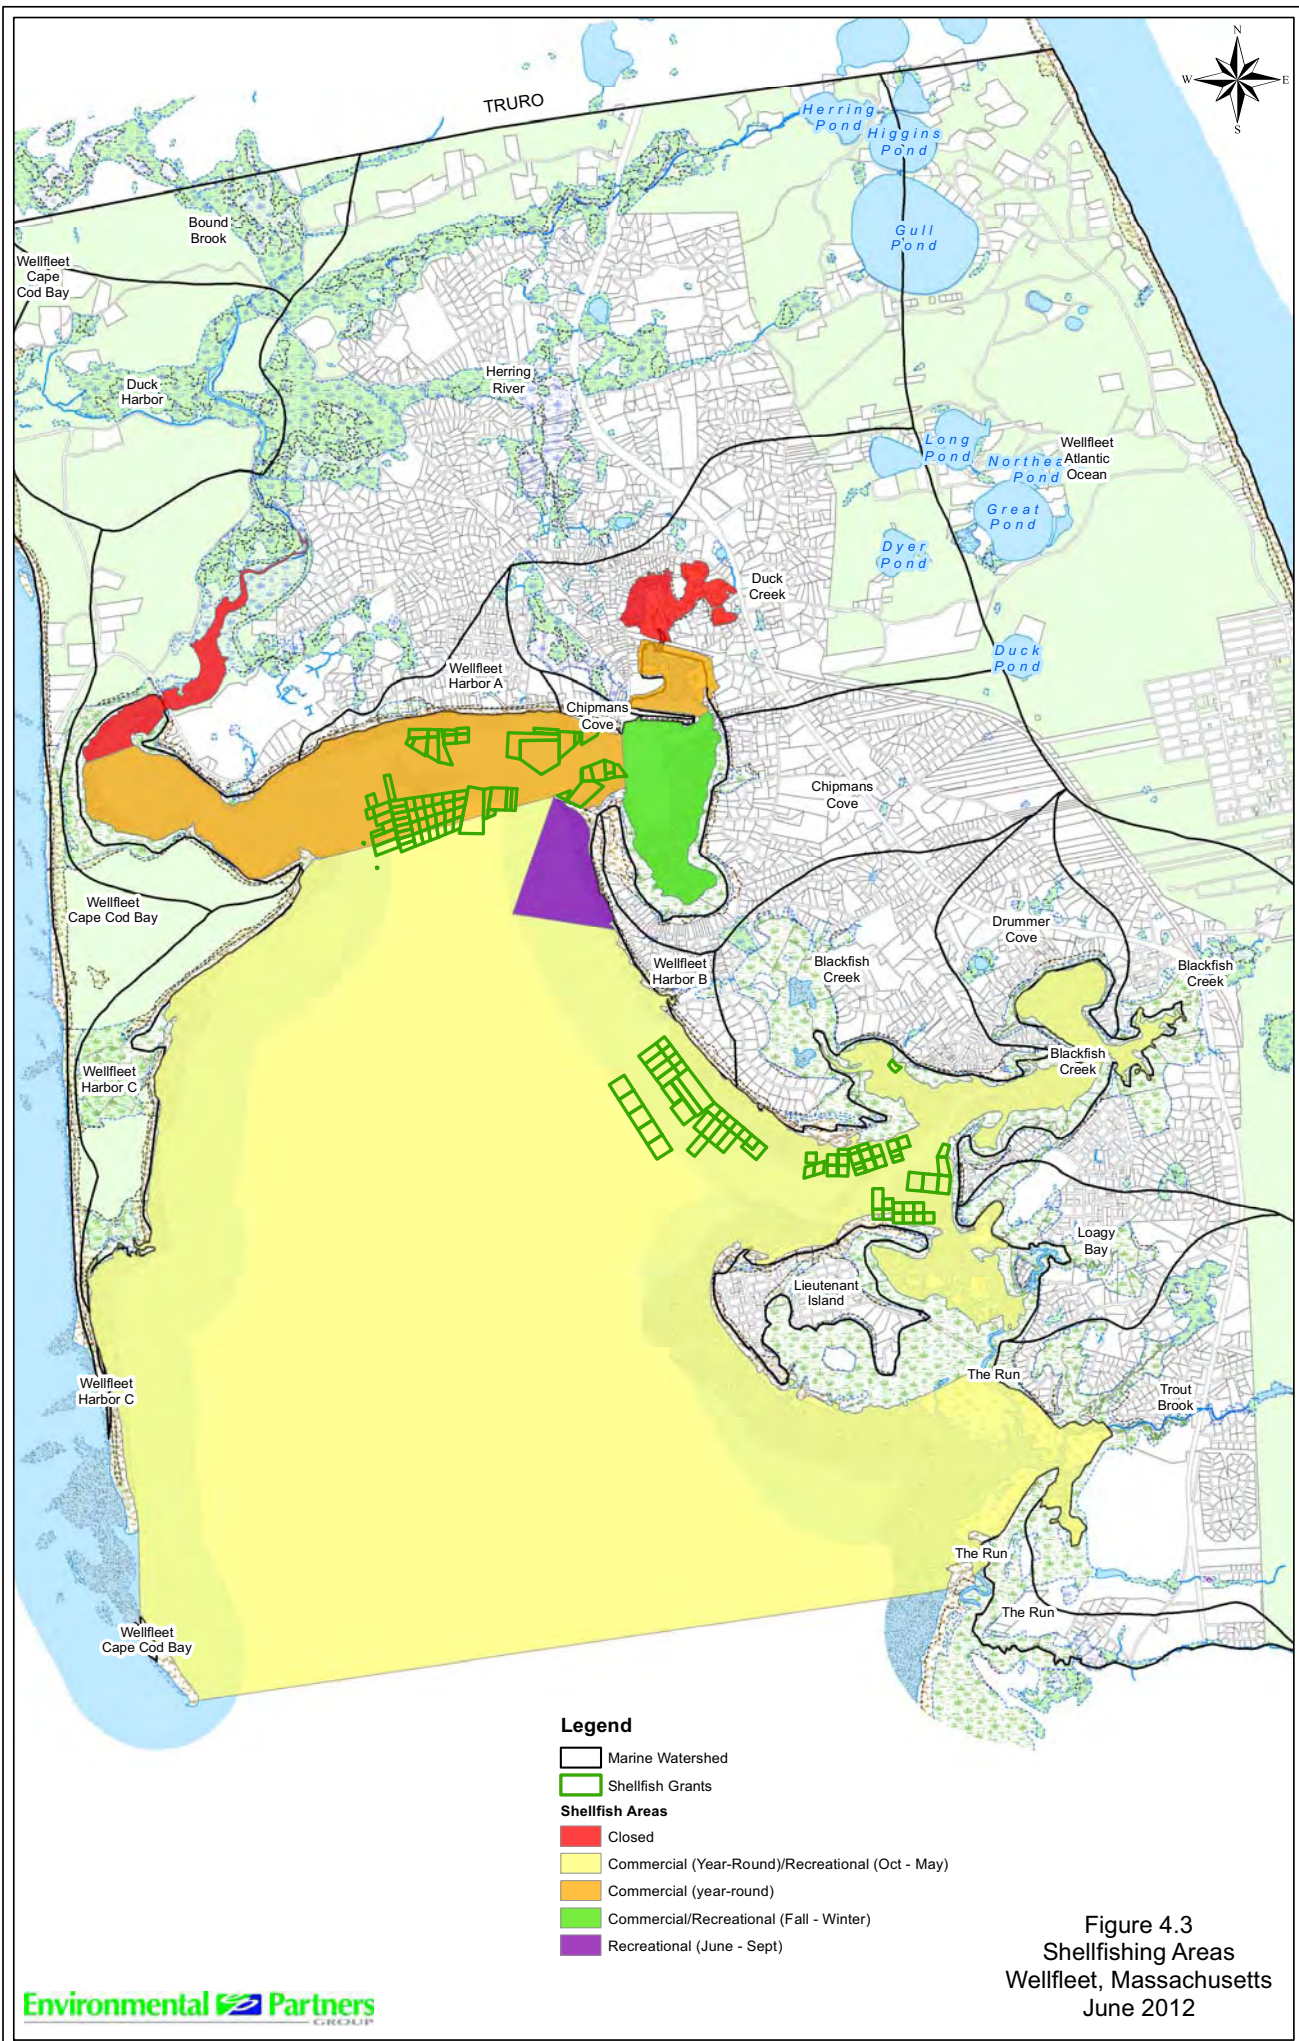 N
W
E
S
TRURO
Herring
Pond
Higgins
Pond
Gull
Pond
Bound
Brook
Wellfleet
Cape
Cod Bay
Duck
Harbor
Herring
River
Long
Pond
Northea
Pond
Wellfleet
Atlantic
Ocean
Great
Pond
Dyer
Pond
Duck
Creek
Duck
Pond
Wellfleet
Harbor A
Chipmans
Cove
Chipmans
Cove
Wellfleet
Cape Cod Bay
Drummer
Cove
Wellfleet
Harbor B
Blackfish
Creek
Blackfish
Creek
Wellfleet
Harbor C
Blackfish
Creek
Loagy
Bay
Lieutenant
Island
The Run
Wellfleet
Harbor C
Trout
Brook
The Run
The Run
Wellfleet
Cape Cod Bay
Legend
Marine Watershed
Shellfish Grants
Shellfish Areas
Closed
Commercial (Year-Round)/Recreational (Oct - May)
Commercial (year-round)
Commercial/Recreational (Fall - Winter)
Recreational (June - Sept)
Figure 4.3
Shellfishing Areas
Wellfleet, Massachusetts
June 2012
Environmental Partners
GROUP